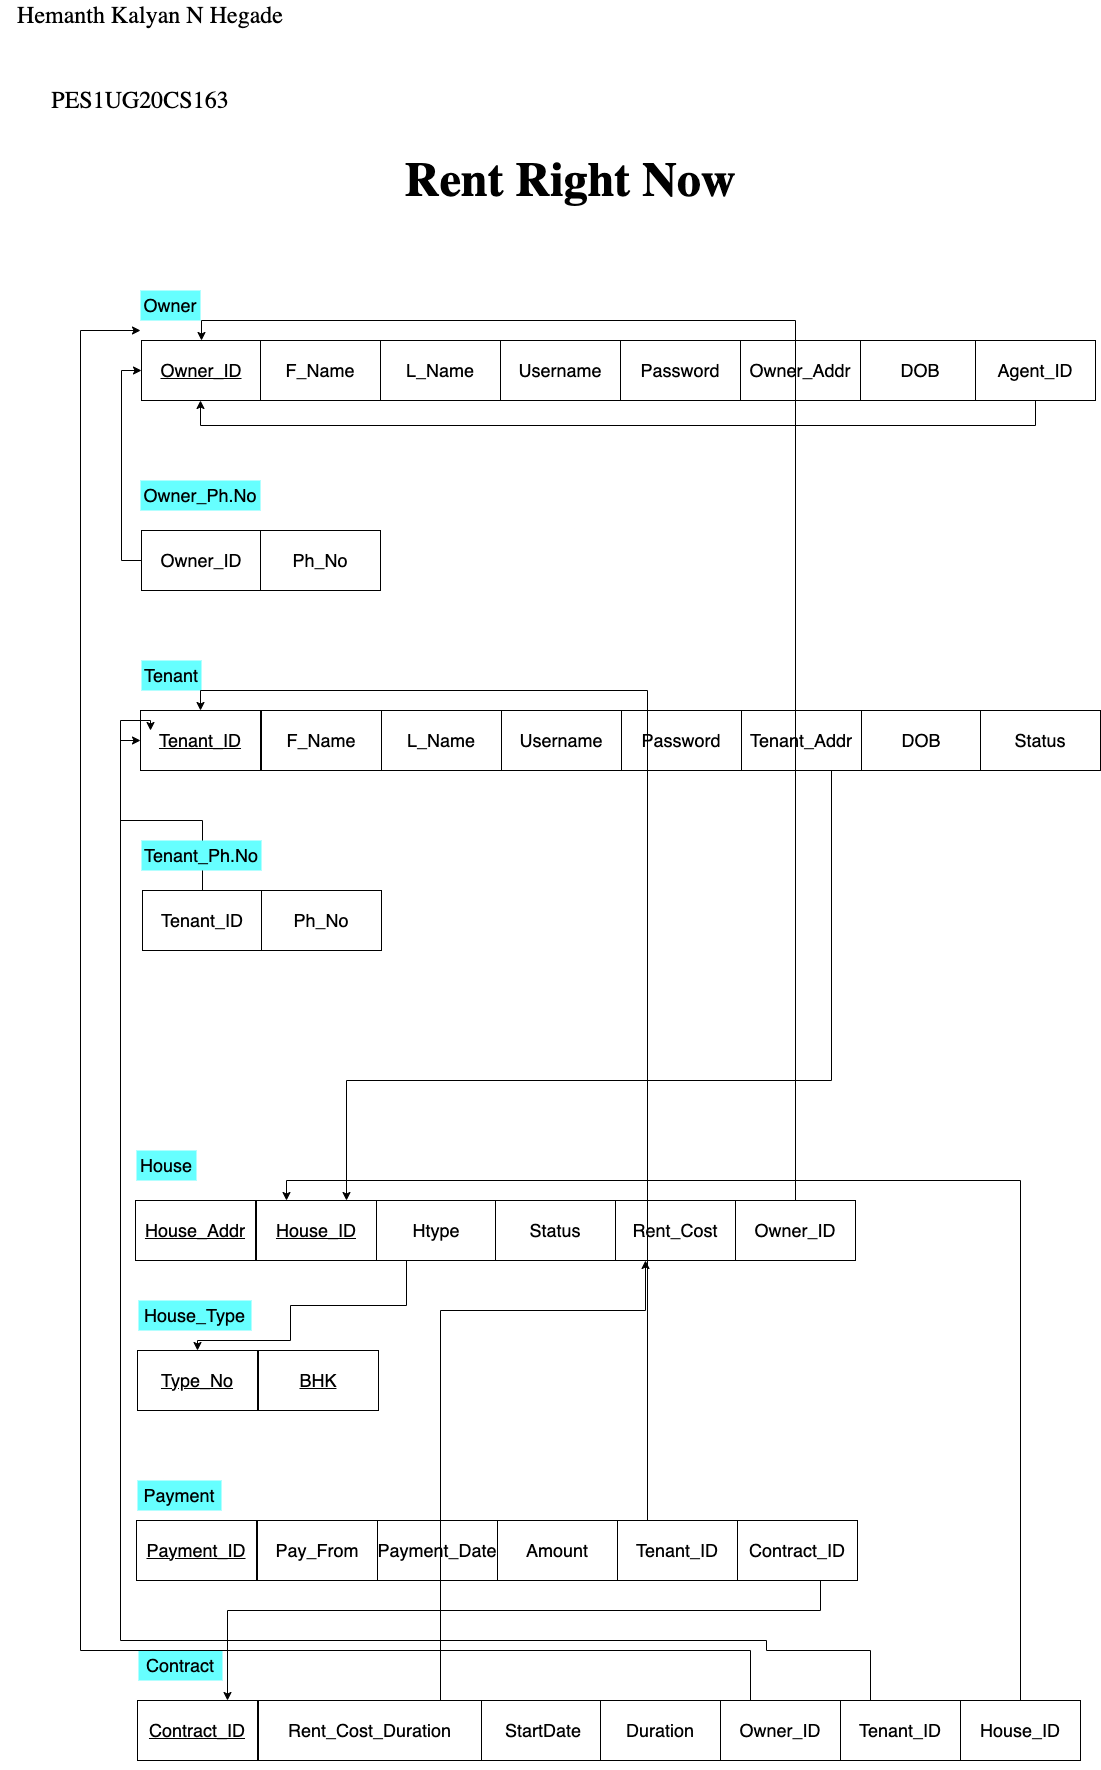 Hemanth Kalyan N Hegade
PES1UG20CS163
Rent Right Now
Owner
Owner_ID F_Name L_Name Username Password Owner_Addr DOB Agent_ID
Owner_Ph.No
Owner_ID Ph_No
Tenant
Tenant_ID F_Name L_Name Username Password Tenant_Addr DOB Status
Tenant_Ph.No
Tenant_ID Ph_No
House
House_Addr House_ID Htype Status Rent_Cost Owner_ID
House_Type
Type_No BHK
Payment
Payment_ID Pay_From Payment_Date Amount Tenant_ID Contract_ID
Contract
Contract_ID Rent_Cost_Duration StartDate Duration Owner_ID Tenant_ID House_ID